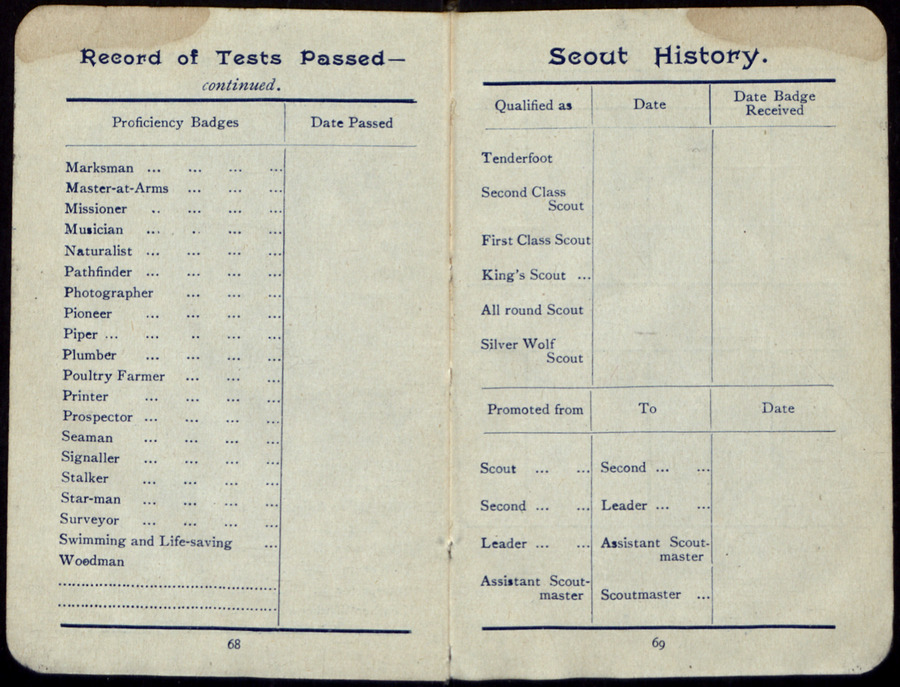 Record of Tests Passed—
continued.
Proficiency Badges Date Passed
Marksman ... ... ... ...
Master-at-Arms ... ... ...
Missioner .. ... ... ...
Musician ... .. ... ...
Naturalist ... ... ... ...
Pathfinder ... ... ... ...
Photographer ... ... ...
Pioneer ... ... ... ...
Piper ... ... .. ... ...
Plumber ... ... ... ...
Poultry Farmer ... ... ...
Printer ... ... ... ...
Prospector ... ... ... ...
Seaman ... ... ... ...
Signaller ... ... ... ...
Stalker ... ... ... ...
Star-man ... ... ... ...
Surveyor ... ... ... ...
Swimming and Life-saving ...
Woodman
68
Scout History.
Qualified as Date Date Badge
Received
Tenderfoot
Second Class
Scout
First Class Scout
King's Scout ...
All round Scout
Silver Wolf
Scout
Promoted from To Date
Scout ... ... Second ... ...
Second ... ... Leader ... ...
Leader ... ... Assistant Scout-
master
Assistant Scout-
master Scoutmaster ...
69